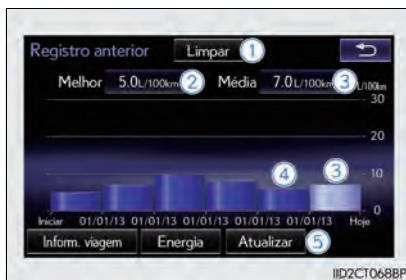 Registro anterior Limpar 1
Melhor 5.0L/100km 2 Média 7.0L/100km 3 L/100km
30
20
4 3 10
0
Iniciar 01/01/13 01/01/13 01/01/13 01/01/13 01/01/13 Hoje
Inform. viagem Energia Atualizar 5
IID2CT068BF